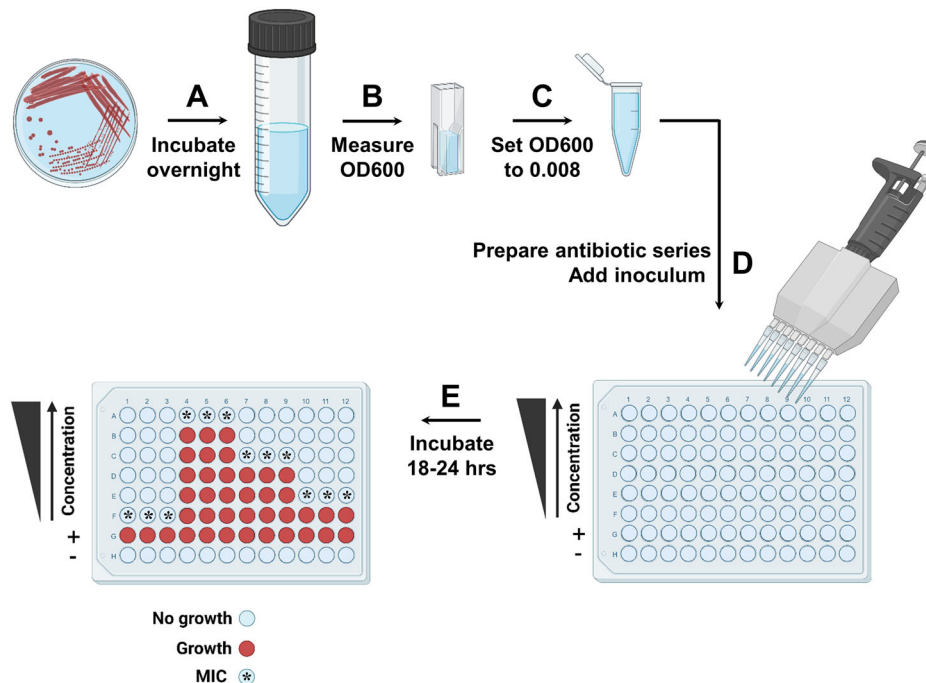 A
Incubate
overnight
B
Measure
OD600
C
Set OD600
to 0.008
Prepare antibiotic series
Add inoculum
D
E
Incubate
18-24 hrs
Concentration
+
-
1 2 3 4 5 6 7 8 9 10 11 12
A
B
C
D
E
F
G
H
Concentration
+
-
1 2 3 4 5 6 7 8 9 10 11 12
A
B
C
D
E
F
G
H
No growth
Growth
MIC